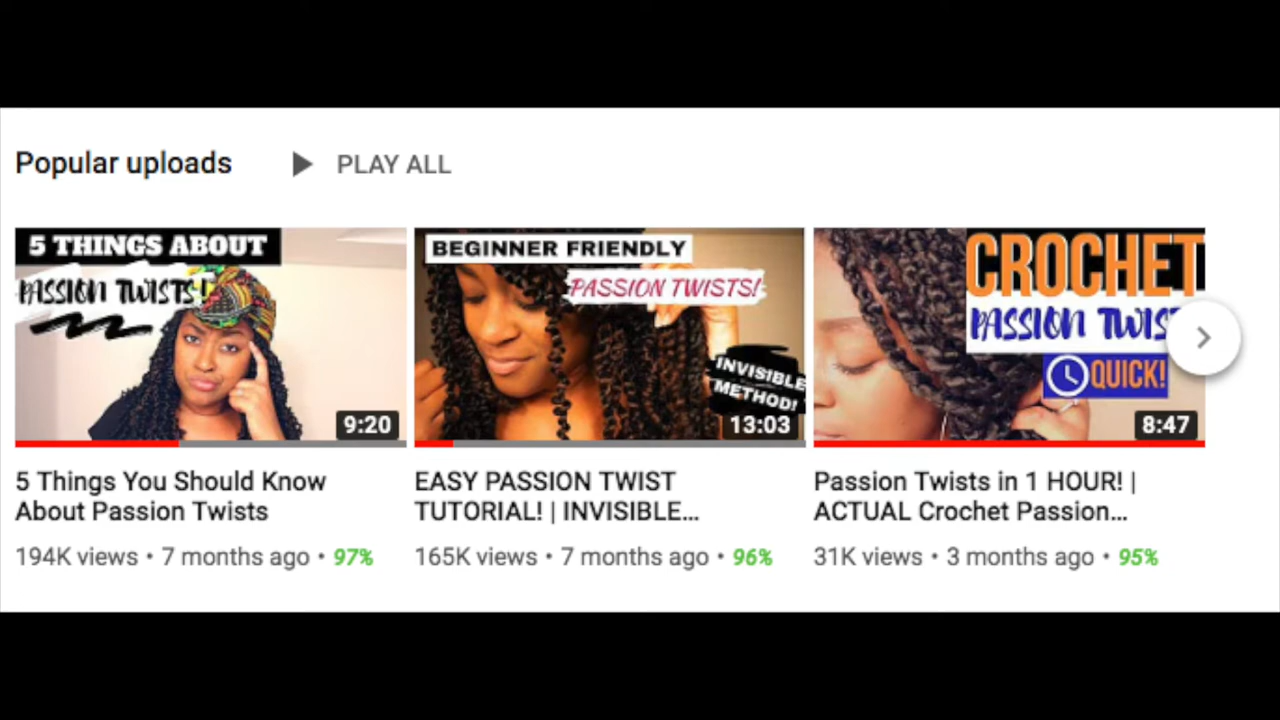 Popular uploads
PLAY ALL
5 THINGS ABOUT
PASSION TWISTS!
9:20
BEGINNER FRIENDLY
PASSION TWISTS!
INVISIBLE
METHOD!
13:03
CROCHET
PASSION TWIS
QUICK!
8:47
5 Things You Should Know
About Passion Twists
194K views • 7 months ago • 97%
EASY PASSION TWIST
TUTORIAL! | INVISIBLE...
165K views • 7 months ago • 96%
Passion Twists in 1 HOUR! |
ACTUAL Crochet Passion...
31K views • 3 months ago • 95%